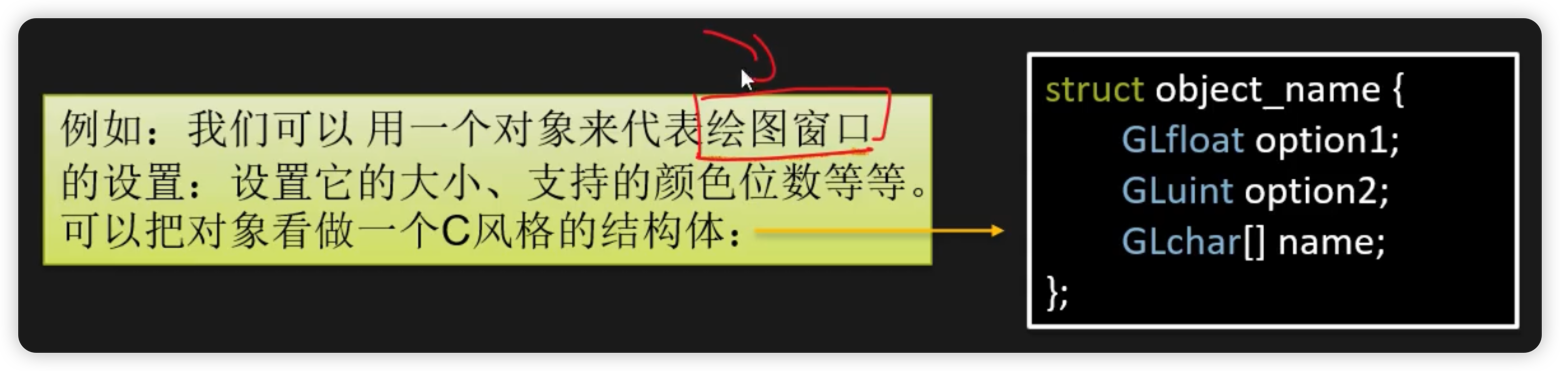 例如：我们可以 用一个对象来代表绘图窗口
的设置：设置它的大小、支持的颜色位数等等。
可以把对象看做一个C风格的结构体：
struct object_name {
GLfloat option1;
GLuint option2;
GLchar[] name;
};